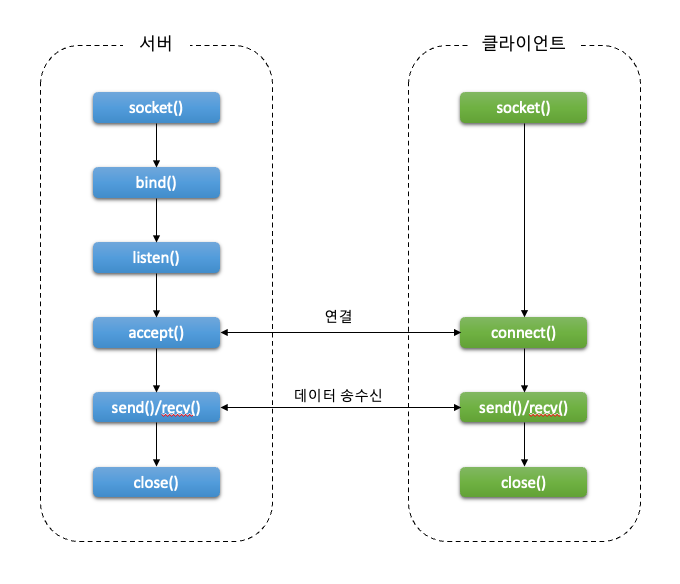 서버
클라이언트
socket()
socket()
bind()
listen()
accept()
연결
connect()
send()/recv()
데이터 송수신
send()/recv()
close()
close()